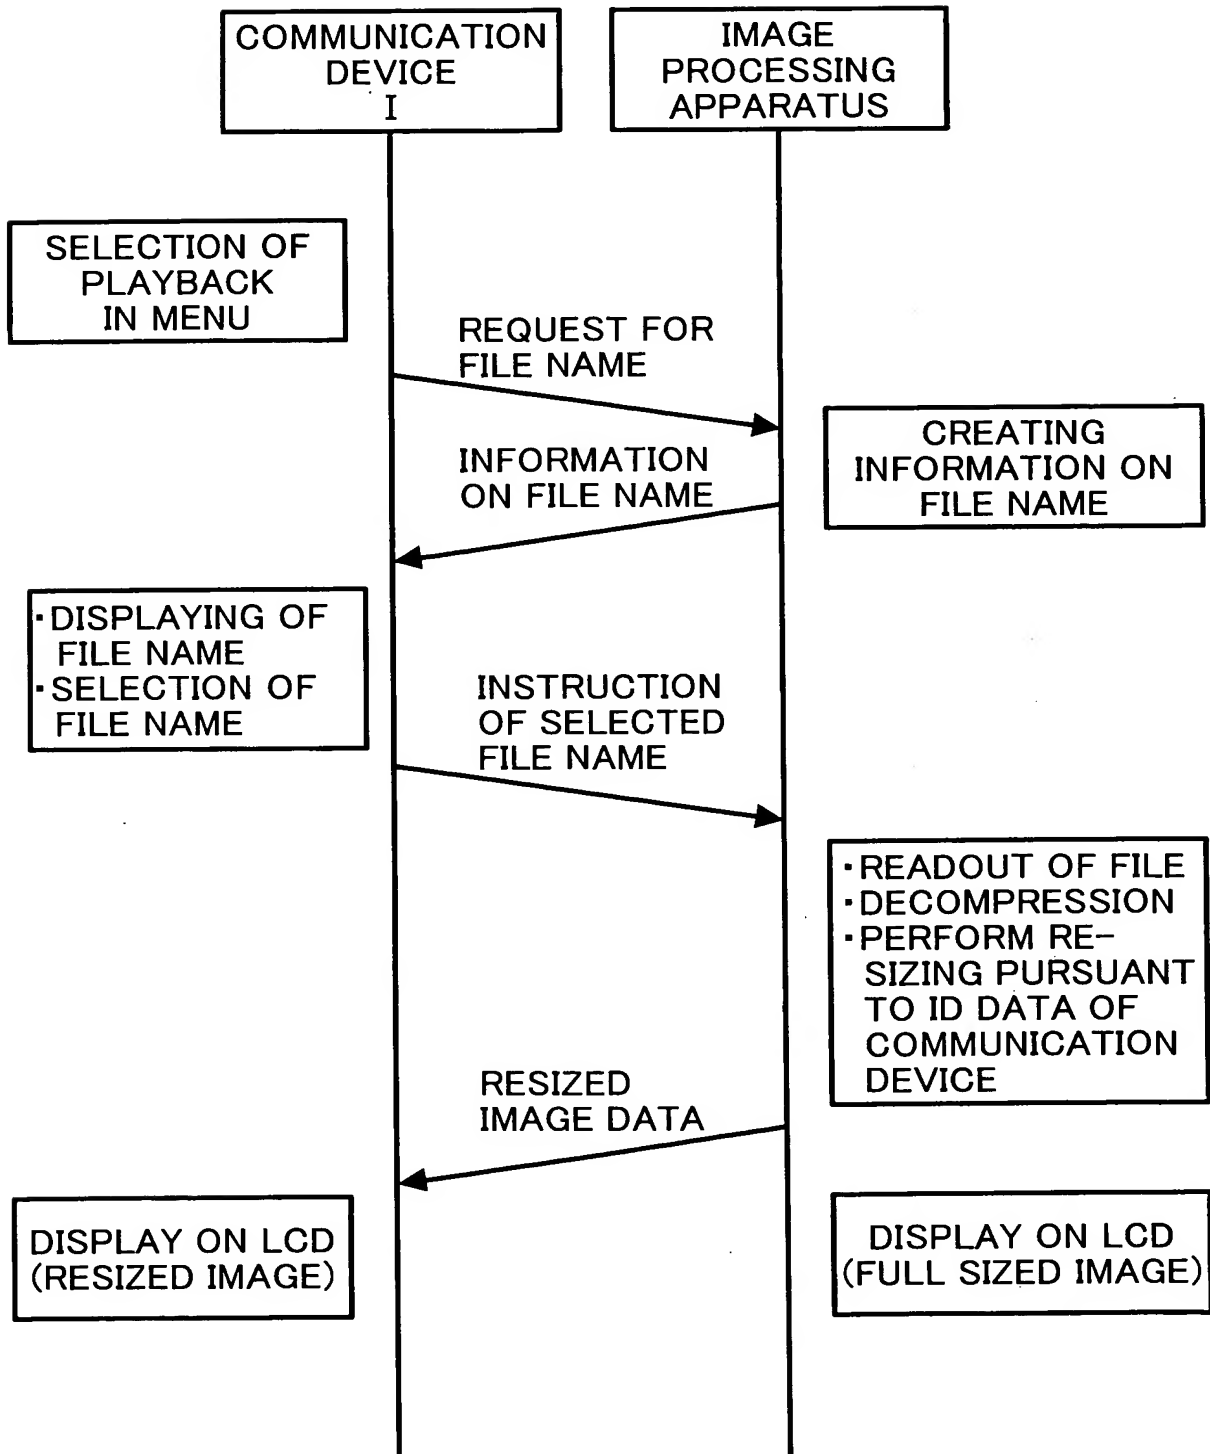 COMMUNICATION
DEVICE
I
IMAGE
PROCESSING
APPARATUS
SELECTION OF
PLAYBACK
IN MENU
REQUEST FOR
FILE NAME
CREATING
INFORMATION ON
FILE NAME
INFORMATION
ON FILE NAME
·DISPLAYING OF
FILE NAME
·SELECTION OF
FILE NAME
INSTRUCTION
OF SELECTED
FILE NAME
·READOUT OF FILE
·DECOMPRESSION
·PERFORM RE-
SIZING PURSUANT
TO ID DATA OF
COMMUNICATION
DEVICE
RESIZED
IMAGE DATA
DISPLAY ON LCD
(RESIZED IMAGE)
DISPLAY ON LCD
(FULL SIZED IMAGE)